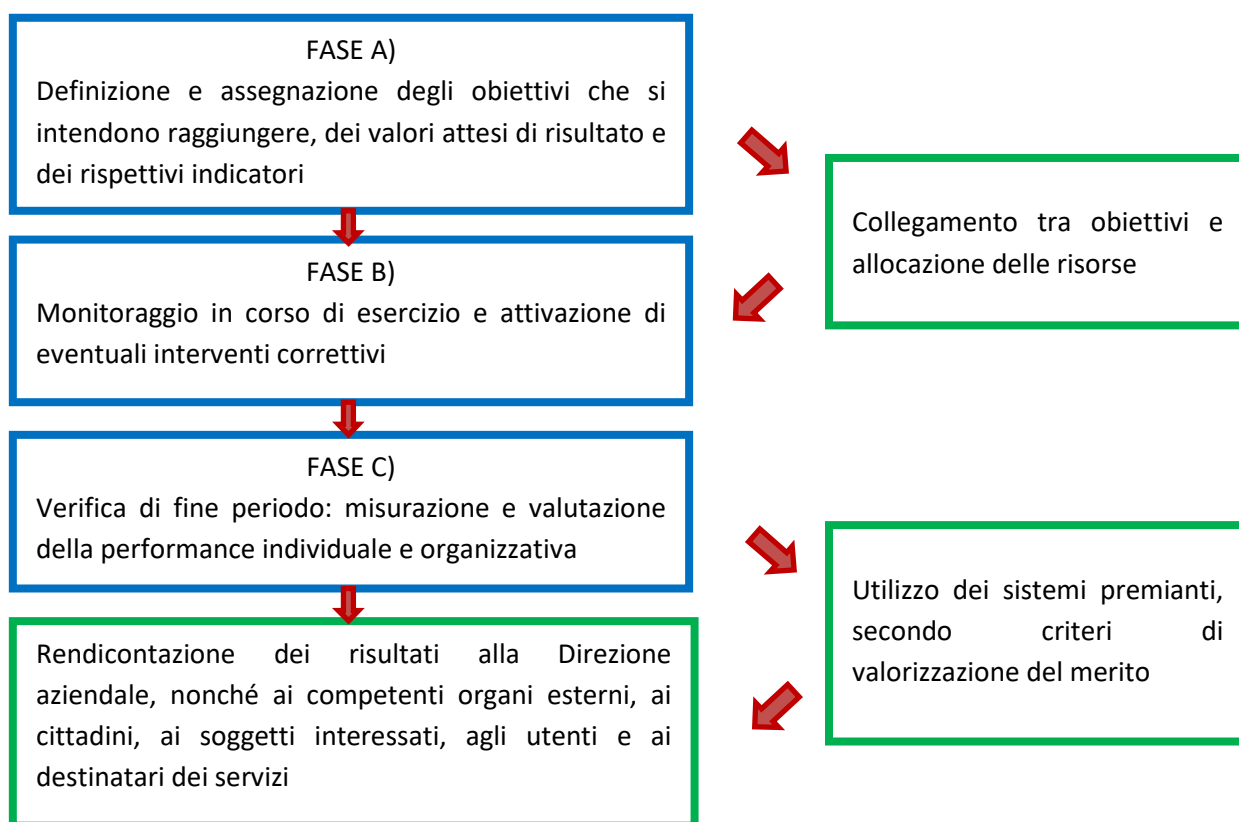 FASE A)
Definizione e assegnazione degli obiettivi che si
intendono raggiungere, dei valori attesi di risultato e
dei rispettivi indicatori
Collegamento tra obiettivi e
allocazione delle risorse
FASE B)
Monitoraggio in corso di esercizio e attivazione di
eventuali interventi correttivi
FASE C)
Verifica di fine periodo: misurazione e valutazione
della performance individuale e organizzativa
Utilizzo dei sistemi premianti,
secondo criteri di
valorizzazione del merito
Rendicontazione dei risultati alla Direzione
aziendale, nonché ai competenti organi esterni, ai
cittadini, ai soggetti interessati, agli utenti e ai
destinatari dei servizi